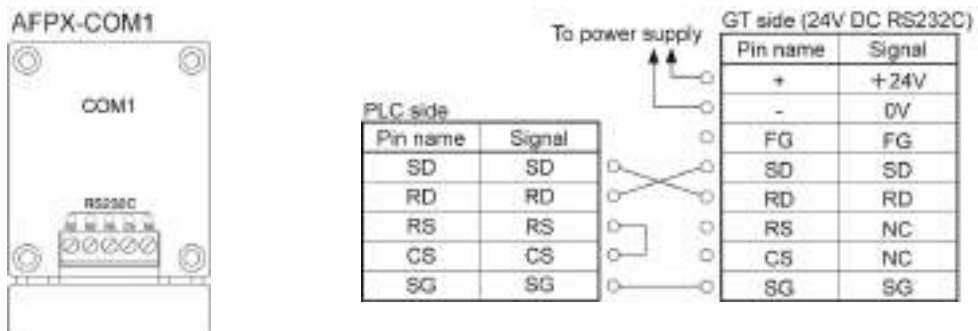 AFPX-COM1
COM1
RS232C
To power supply
PLC side
Pin name Signal
SD SD
RD RD
RS RS
CS CS
SG SG
GT side (24V DC RS232C)
Pin name Signal
+ +24V
- 0V
FG FG
SD SD
RD RD
RS NC
CS NC
SG SG